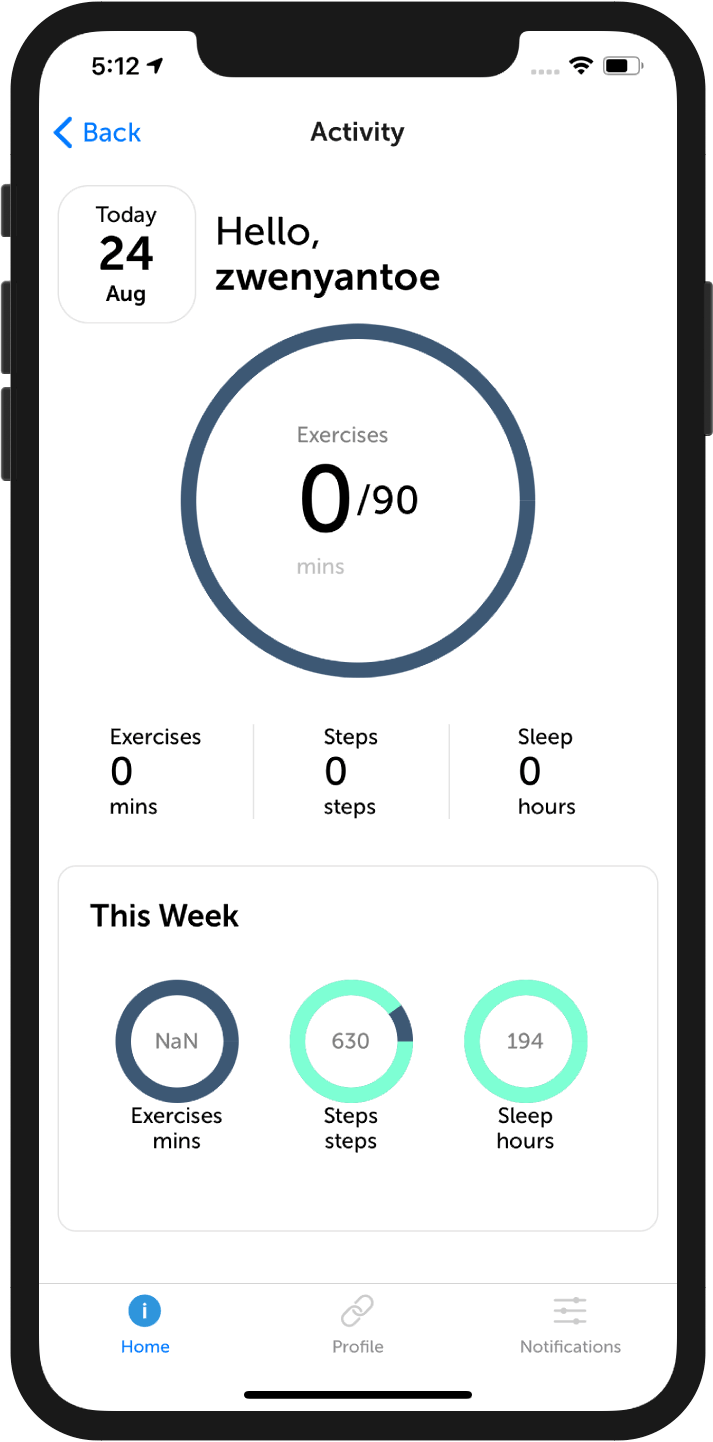 5:12
Back
Activity
Today
24
Aug
Hello,
zwenyantoe
Exercises
0/90
mins
Exercises
0
mins
Steps
0
steps
Sleep
0
hours
This Week
NaN
Exercises
mins
630
Steps
steps
194
Sleep
hours
i
Home
Profile
Notifications